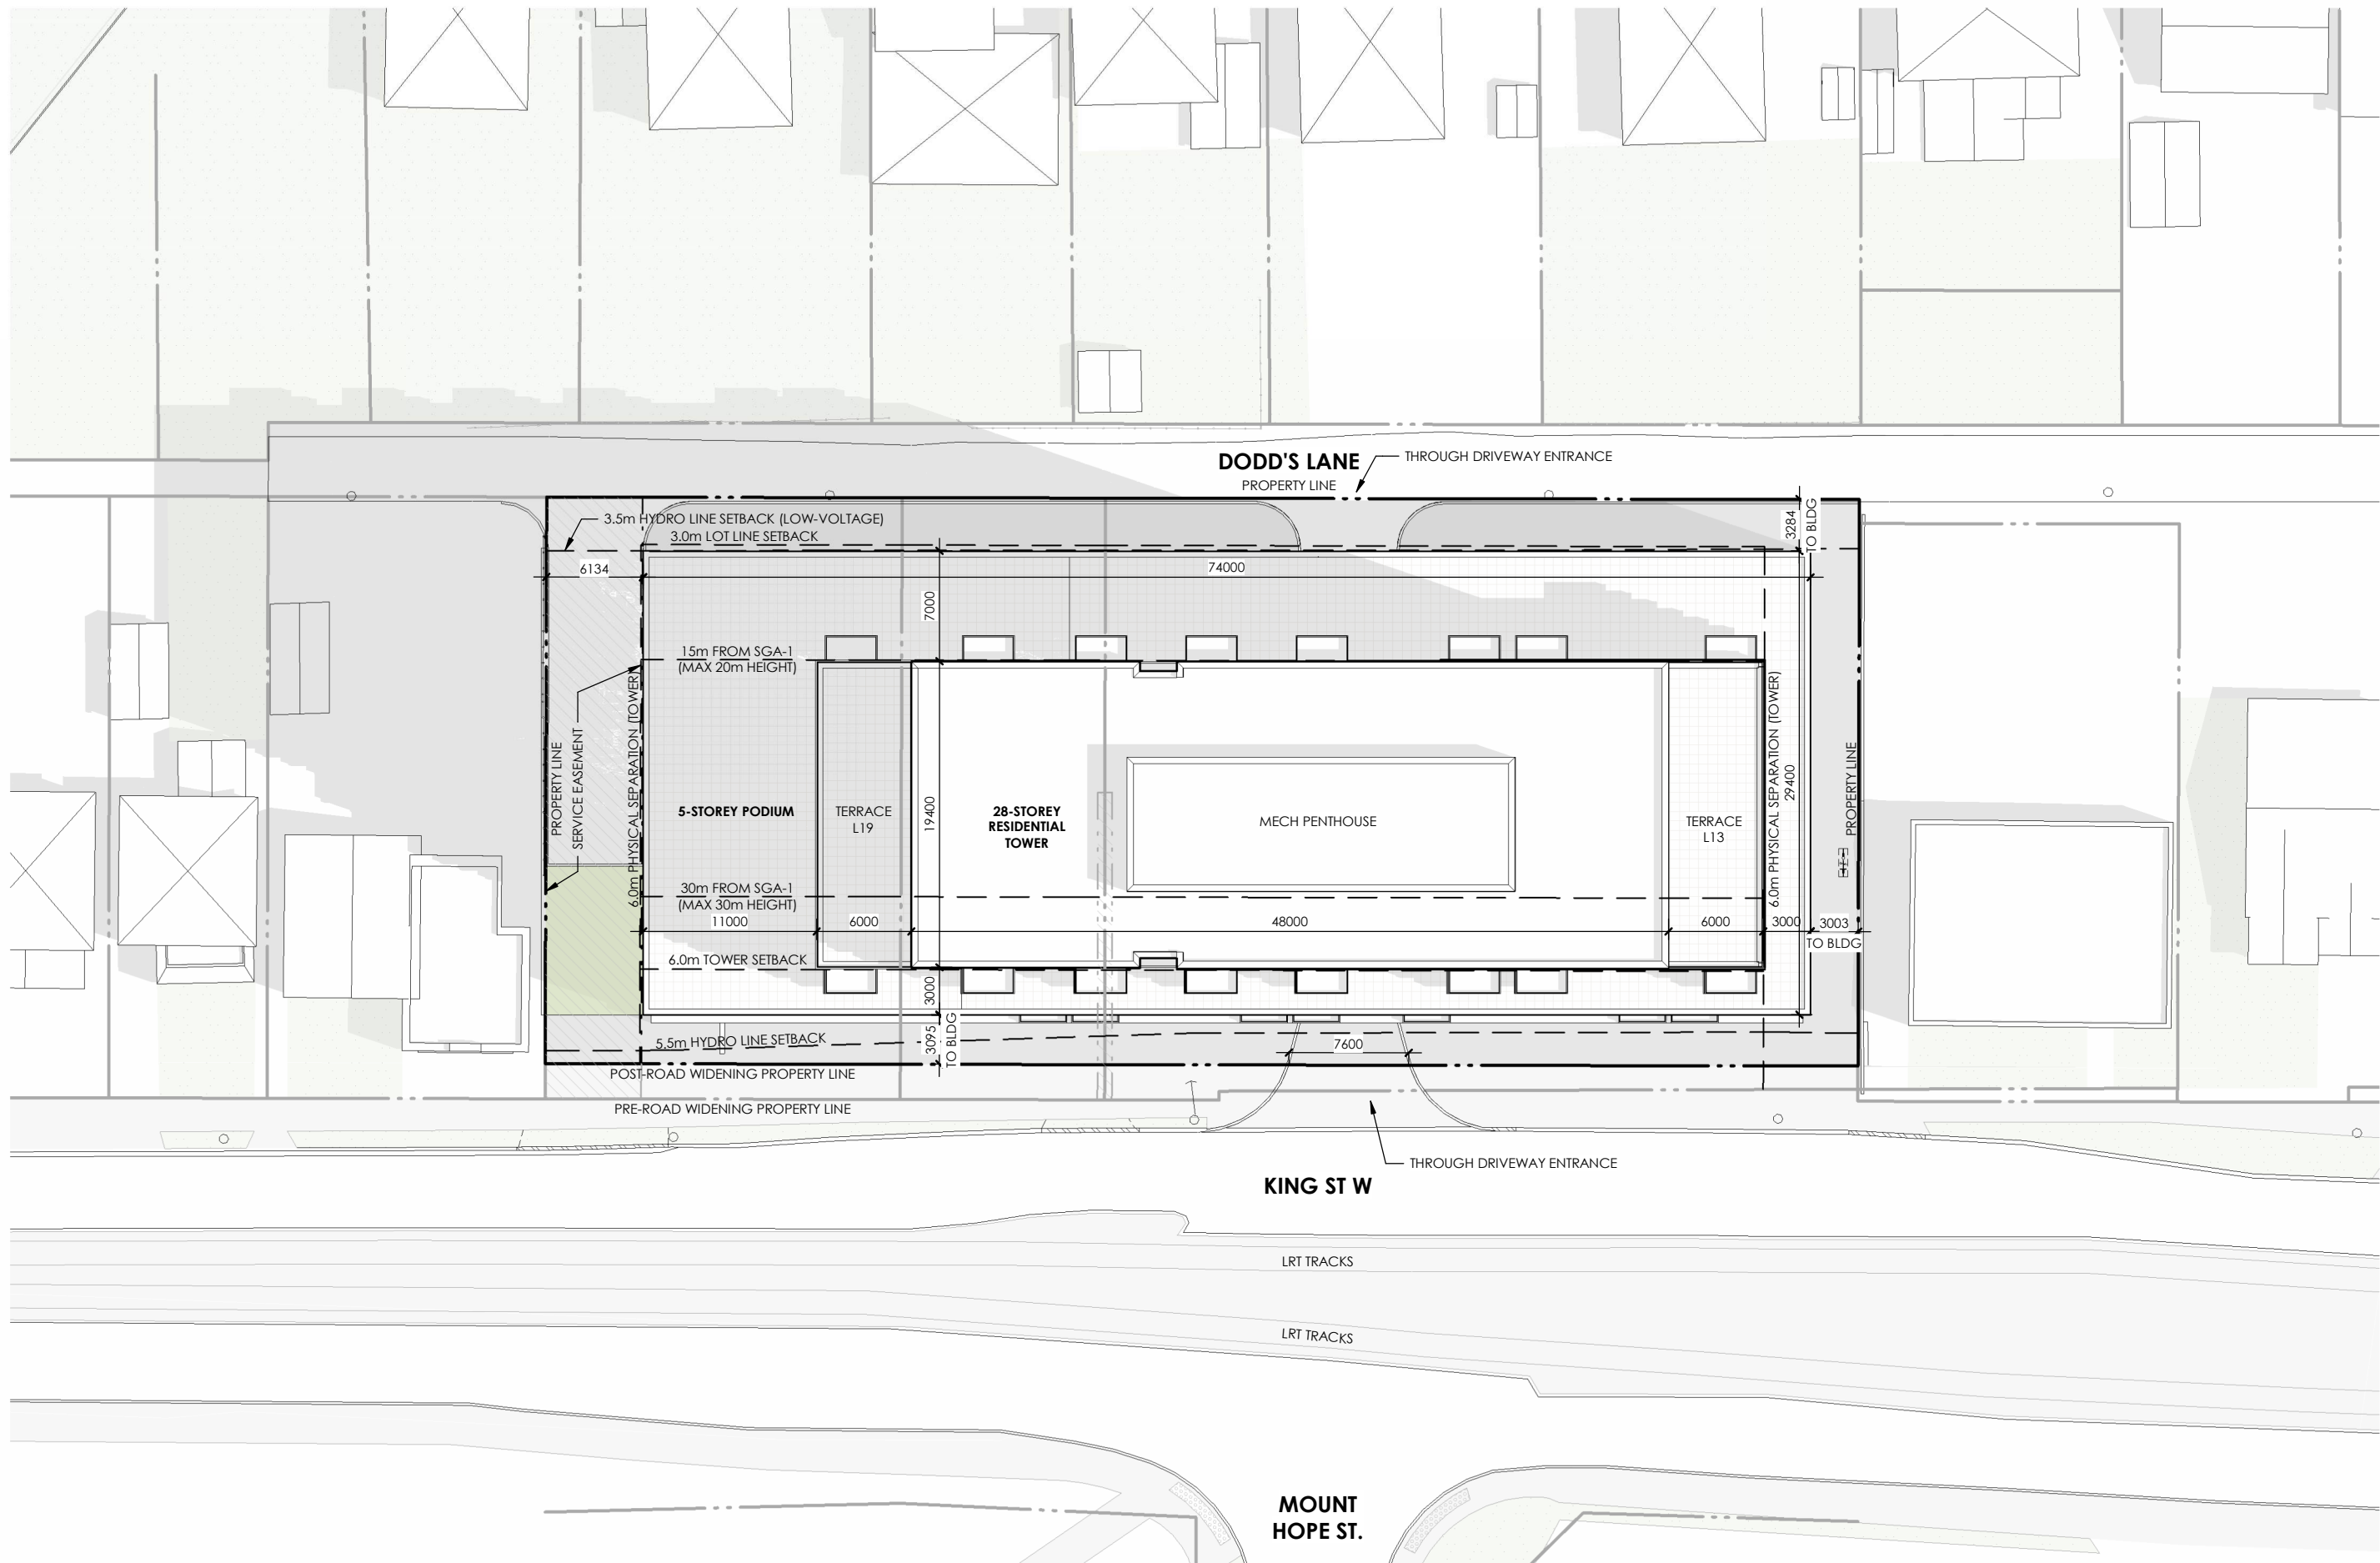 DODD'S LANE
THROUGH DRIVEWAY ENTRANCE
PROPERTY LINE
3.5m HYDRO LINE SETBACK (LOW-VOLTAGE)
3.0m LOT LINE SETBACK
3284
TO BLDG
6134
74000
7000
15m FROM SGA-1
(MAX 20m HEIGHT)
PROPERTY LINE
SERVICE EASEMENT
6.0m PHYSICAL SEPARATION (TOWER)
5-STOREY PODIUM
TERRACE
L19
19400
28-STOREY
RESIDENTIAL
TOWER
MECH PENTHOUSE
TERRACE
L13
6.0m PHYSICAL SEPARATION (TOWER)
29400
PROPERTY LINE
30m FROM SGA-1
(MAX 30m HEIGHT)
11000
6000
48000
6000
3000
3003
TO BLDG
6.0m TOWER SETBACK
3000
3095
TO BLDG
5.5m HYDRO LINE SETBACK
7600
POST-ROAD WIDENING PROPERTY LINE
PRE-ROAD WIDENING PROPERTY LINE
THROUGH DRIVEWAY ENTRANCE
KING ST W
LRT TRACKS
LRT TRACKS
MOUNT
HOPE ST.